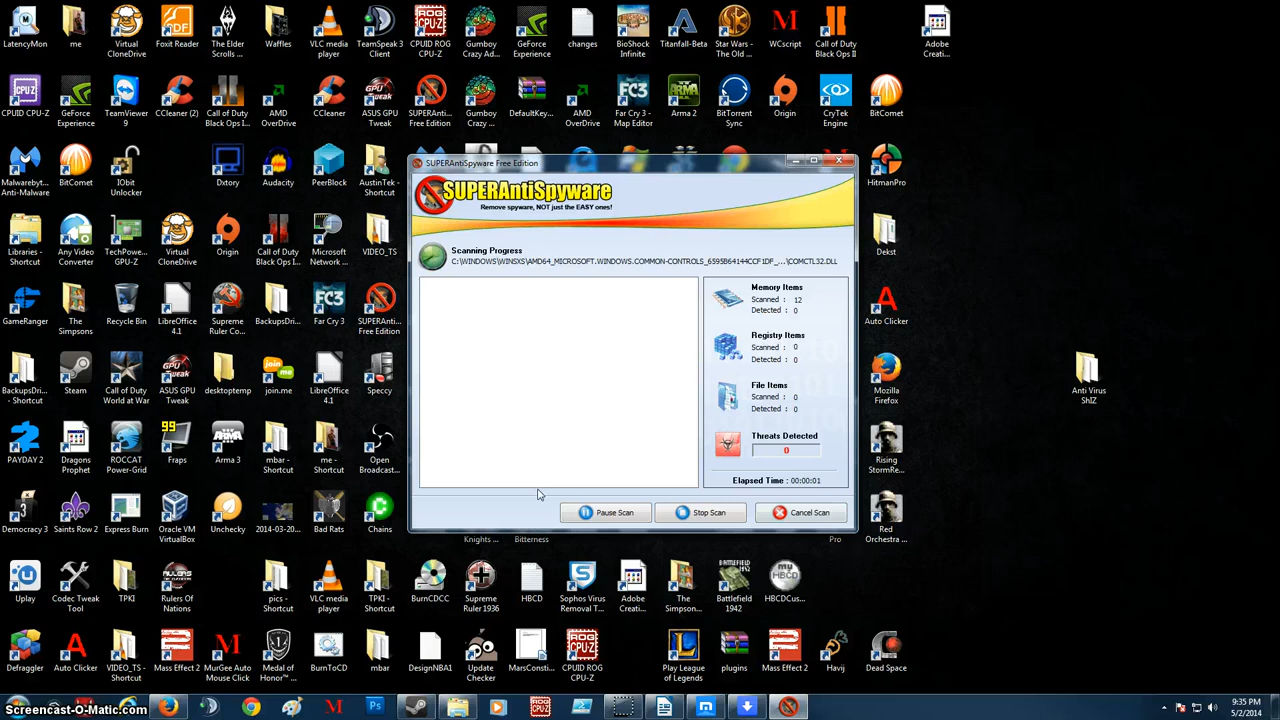 LatencyMon
me
Virtual
CloneDrive
Foxit Reader
The Elder
Scrolls ...
Waffles
VLC media
player
TeamSpeak 3
Client
CPUID ROG
CPU-Z
Gumboy
Crazy Ad...
GeForce
Experience
changes
BioShock
Infinite
Titanfall-Beta
Star Wars -
The Old ...
WCscript
Call of Duty
Black Ops II
Adobe
Creati...
CPUID CPU-Z
GeForce
Experience
TeamViewer
9
CCleaner (2)
Call of Duty
Black Ops I...
AMD
OverDrive
CCleaner
ASUS GPU
Tweak
SUPERAnti...
Free Edition
Gumboy
Crazy ...
DefaultKey...
AMD
OverDrive
Far Cry 3 -
Map Editor
Arma 2
BitTorrent
Sync
Origin
CryTek
Engine
BitComet
Malwarebyt...
Anti-Malware
BitComet
IObit
Unlocker
Dxtory
Audacity
PeerBlock
AustinTek -
Shortcut
HitmanPro
SUPERAntiSpyware Free Edition
SUPERAntiSpyware
Remove spyware, NOT just the EASY ones!
Scanning Progress
C:\WINDOWS\WINSXS\AMD64_MICROSOFT.WINDOWS.COMMON-CONTROLS_6595B64144CCF1DF_...\COMCTL32.DLL
Memory Items
Scanned : 12
Detected : 0
Registry Items
Scanned : 0
Detected : 0
File Items
Scanned : 0
Detected : 0
Threats Detected
0
Elapsed Time : 00:00:01
Pause Scan
Stop Scan
Cancel Scan
Libraries -
Shortcut
Any Video
Converter
TechPowe...
GPU-Z
Virtual
CloneDrive
Origin
Call of Duty
Black Ops II...
Microsoft
Network ...
VIDEO_TS
Dekst
GameRanger
The
Simpsons
Recycle Bin
LibreOffice
4.1
Supreme
Ruler Co...
BackupsDri...
Far Cry 3
SUPERAnti...
Free Edition
Auto Clicker
BackupsDri...
- Shortcut
Steam
Call of Duty
World at War
ASUS GPU
Tweak
desktoptemp
join.me
LibreOffice
4.1
Speccy
Mozilla
Firefox
Anti Virus
ShIZ
PAYDAY 2
Dragons
Prophet
ROCCAT
Power-Grid
99
Fraps
Arma 3
mbar -
Shortcut
me -
Shortcut
Open
Broadcast...
Rising
StormRe...
Democracy 3
Saints Row 2
Express Burn
Oracle VM
VirtualBox
Unchecky
2014-03-20...
Bad Rats
Chains
Knights ...
Bitterness
Pro
Red
Orchestra ...
Uplay
Codec Tweak
Tool
TPKI
Rulers Of
Nations
pics -
Shortcut
VLC media
player
TPKI -
Shortcut
BurnCDCC
Supreme
Ruler 1936
HBCD
Sophos Virus
Removal T...
Adobe
Creati...
The
Simpson...
Battlefield
1942
HBCDCus...
Defraggler
Auto Clicker
VIDEO_TS -
Shortcut
Mass Effect 2
MurGee Auto
Mouse Click
Medal of
Honor™ ...
BurnToCD
mbar
DesignNBA1
Update
Checker
MarsConsti...
CPUID ROG
CPU-Z
Play League
of Legends
plugins
Mass Effect 2
Havij
Dead Space
Screencast-O-Matic.com
9:35 PM
5/2/2014